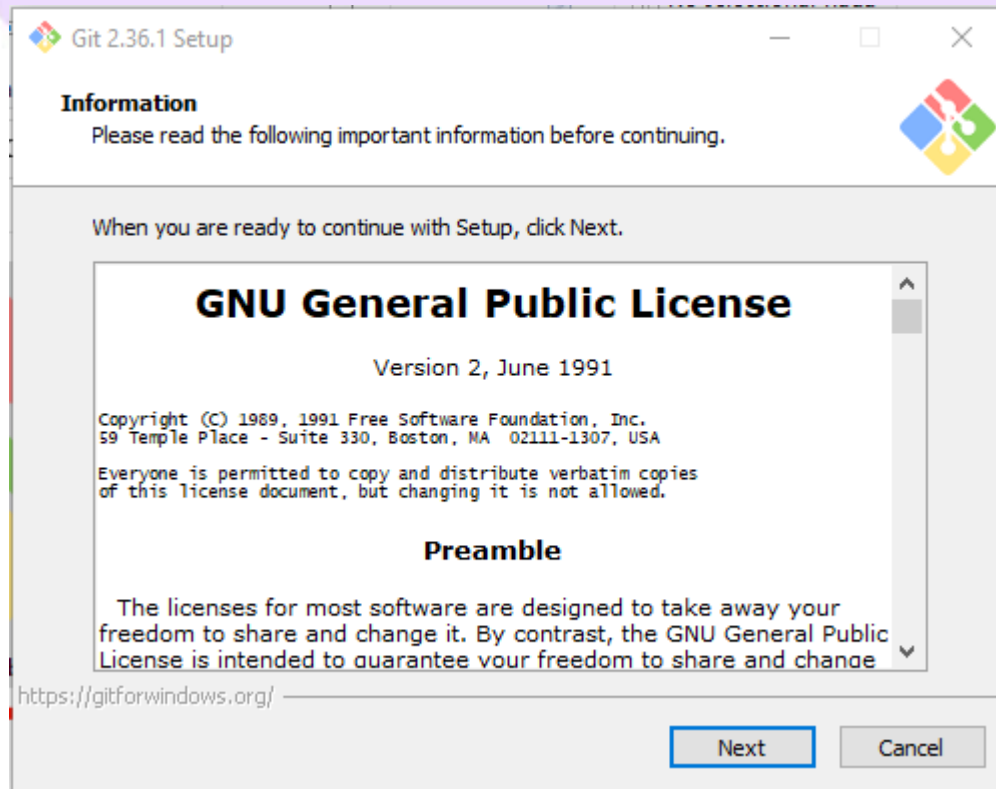 Git 2.36.1 Setup
Information
Please read the following important information before continuing.
When you are ready to continue with Setup, click Next.
GNU General Public License
Version 2, June 1991
Copyright (C) 1989, 1991 Free Software Foundation, Inc.
59 Temple Place - Suite 330, Boston, MA  02111-1307, USA
Everyone is permitted to copy and distribute verbatim copies
of this license document, but changing it is not allowed.
Preamble
The licenses for most software are designed to take away your
freedom to share and change it. By contrast, the GNU General Public
License is intended to guarantee your freedom to share and change
https://gitforwindows.org/
Next
Cancel